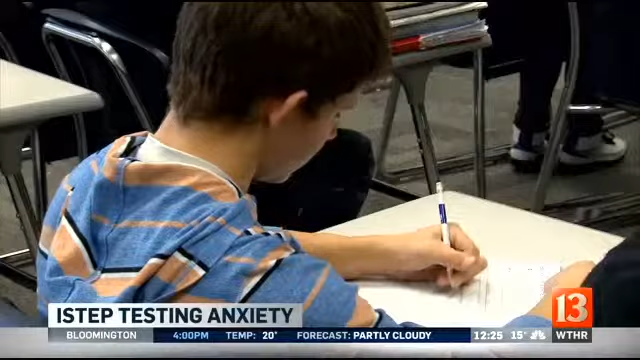 ISTEP TESTING ANXIETY
13
BLOOMINGTON 4:00PM TEMP: 20° FORECAST: PARTLY CLOUDY 12:25 15° WTHR